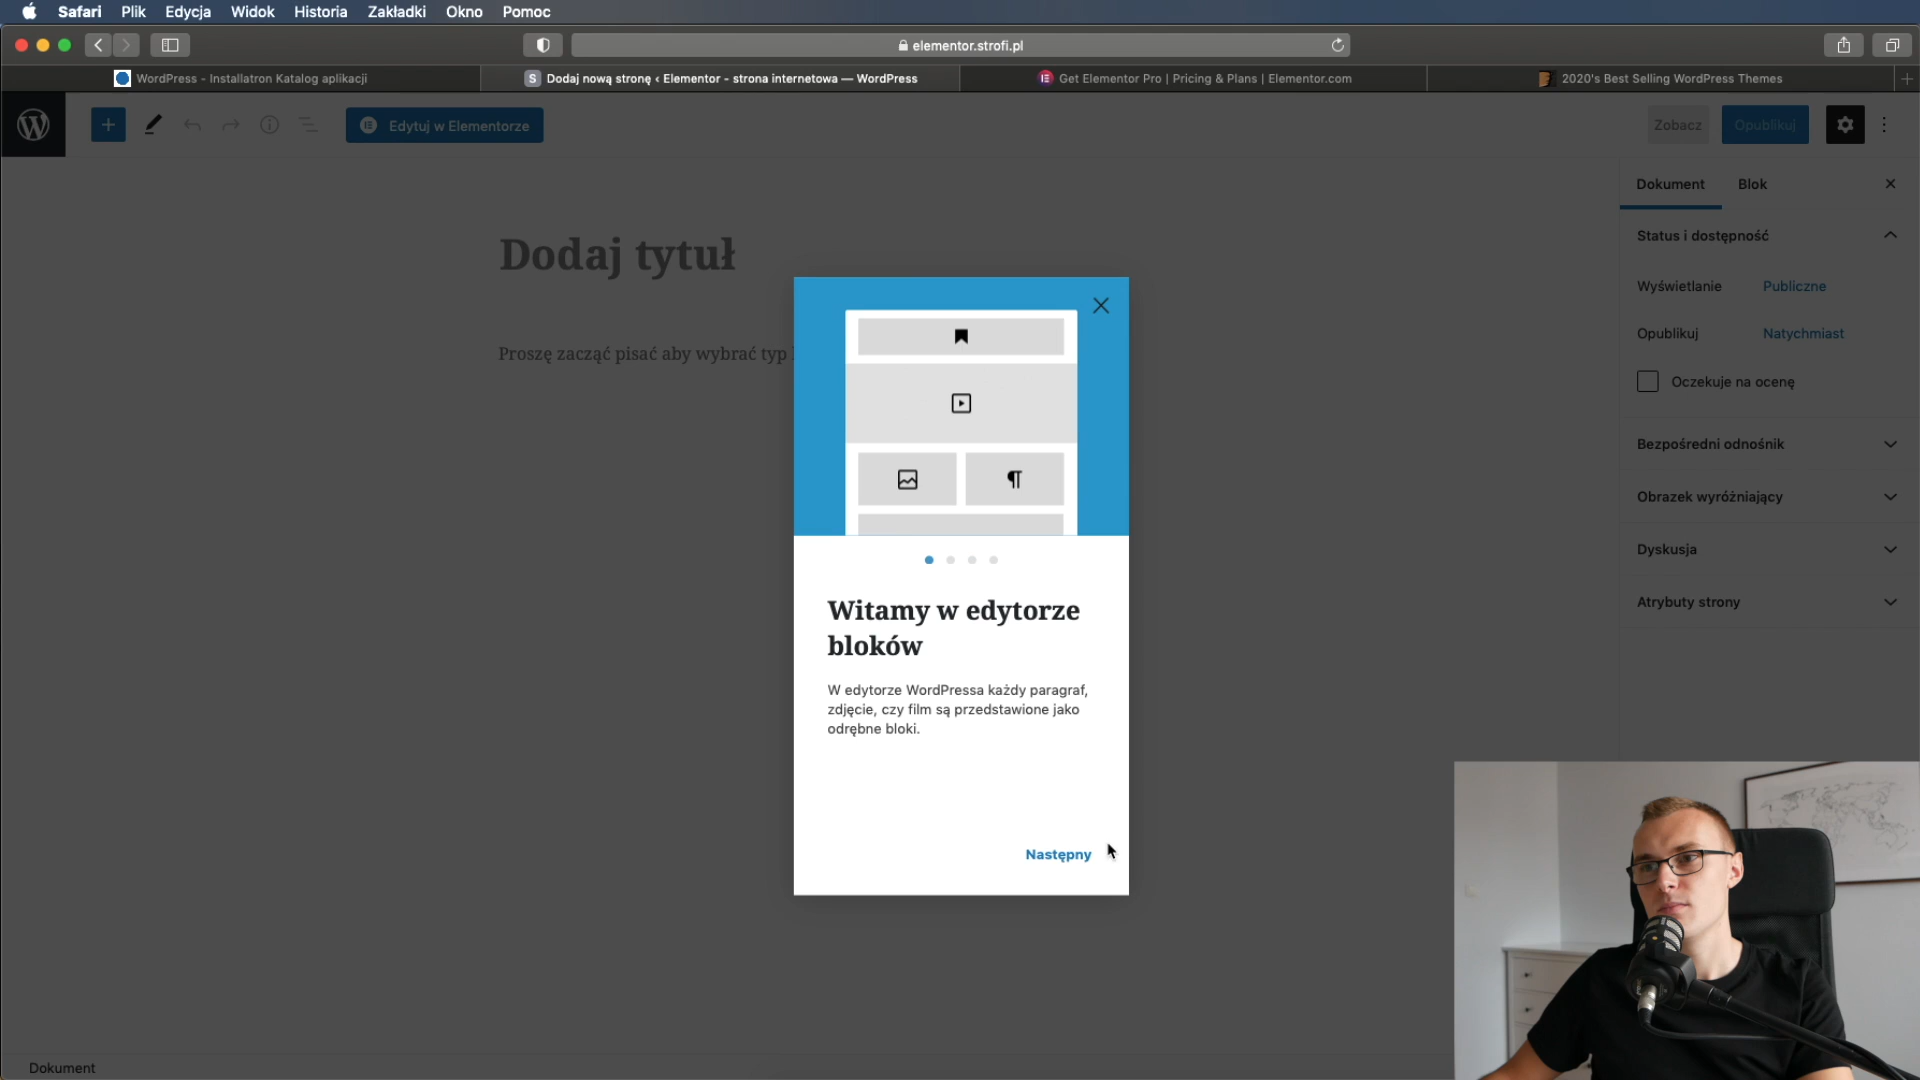 Safari Plik Edycja Widok Historia Zakładki Okno Pomoc
elementor.strofi.pl
WordPress - Installatron Katalog aplikacji
S Dodaj nową stronę ‹ Elementor - strona internetowa — WordPress
Get Elementor Pro | Pricing & Plans | Elementor.com
2020's Best Selling WordPress Themes
Edytuj w Elementorze
Zobacz
Opublikuj
Dokument Blok
Status i dostępność
Wyświetlanie Publiczne
Opublikuj Natychmiast
Oczekuje na ocenę
Bezpośredni odnośnik
Obrazek wyróżniający
Dyskusja
Atrybuty strony
Dodaj tytuł
Proszę zacząć pisać aby wybrać typ
Witamy w edytorze
bloków
W edytorze WordPressa każdy paragraf,
zdjęcie, czy film są przedstawione jako
odrębne bloki.
Następny
Dokument